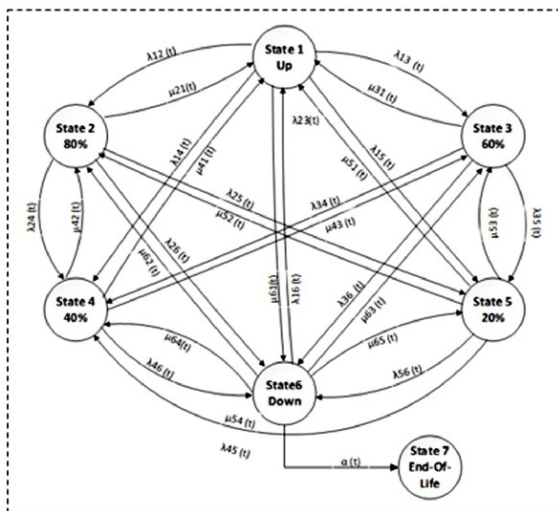 State 1
Up
λ12 (t)
λ13 (t)
μ21(t)
μ31 (t)
λ23(t)
State 2
80%
State 3
60%
λ14 (t)
μ41 (t)
μ51 (t)
λ15 (t)
λ24 (t)
μ42 (t)
λ25 (t)
μ52 (t)
λ34 (t)
μ43 (t)
μ53 (t)
λ35 (t)
μ62 (t)
λ26 (t)
μ61(t)
λ16 (t)
λ36 (t)
μ63 (t)
State 4
40%
State 5
20%
μ64(t)
μ65 (t)
λ46 (t)
λ56 (t)
State6
Down
μ54 (t)
λ45 (t)
α (t)
State 7
End-Of-
Life